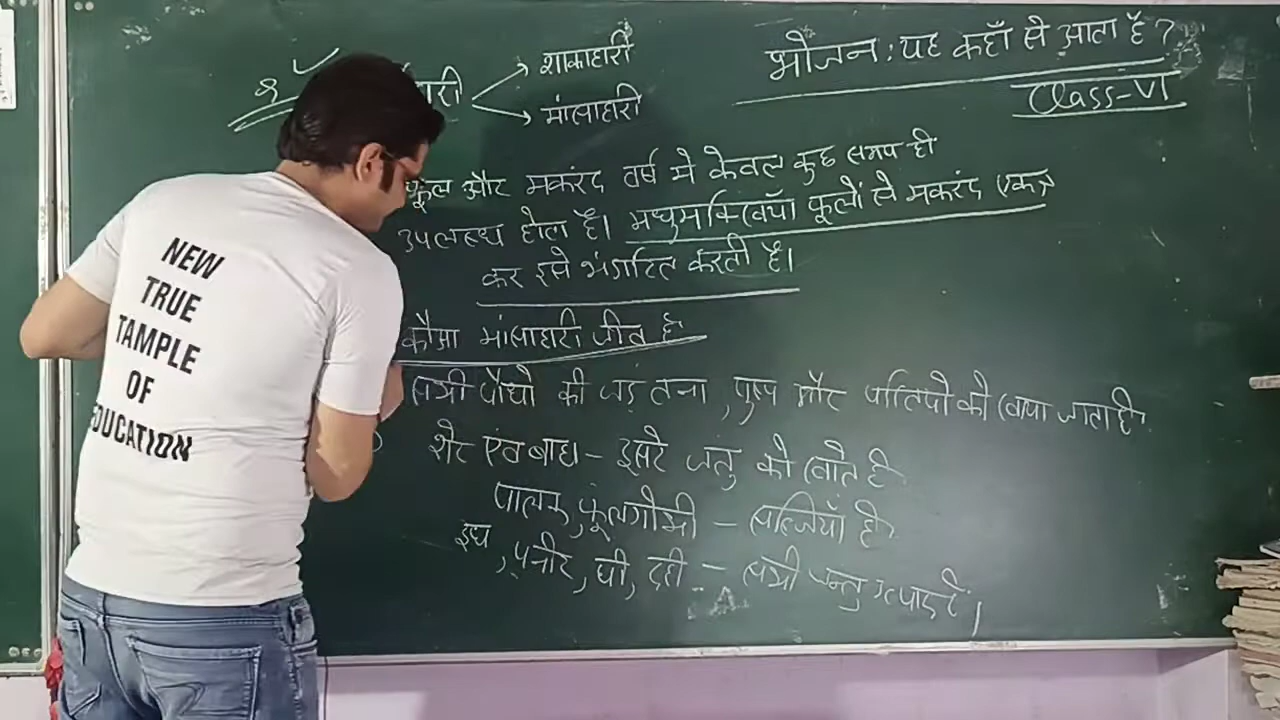 भोजन: यह कहाँ से आता है?
Class-VI
शाकाहारी
मांसाहारी
फूल और मकरंद वर्ष मे केवल कुछ समय ही
उपलब्ध होता है। मधुमक्खियाँ फूलों से मकरंद एकत्र
कर इसे भंडारित करती है।
कौआ मांसाहारी जीव है
सभी पौधो की जड़ तना, पुष्प और पत्तियो को खाया जाता है
शेर एंव बाघ - दूसरे जंतु को खाते है
पालक, फूलगोभी - सब्जियाँ है
दूध, पनीर, घी, दही - सभी जन्तु उत्पाद है।
NEW
TRUE
TAMPLE
OF
EDUCATION